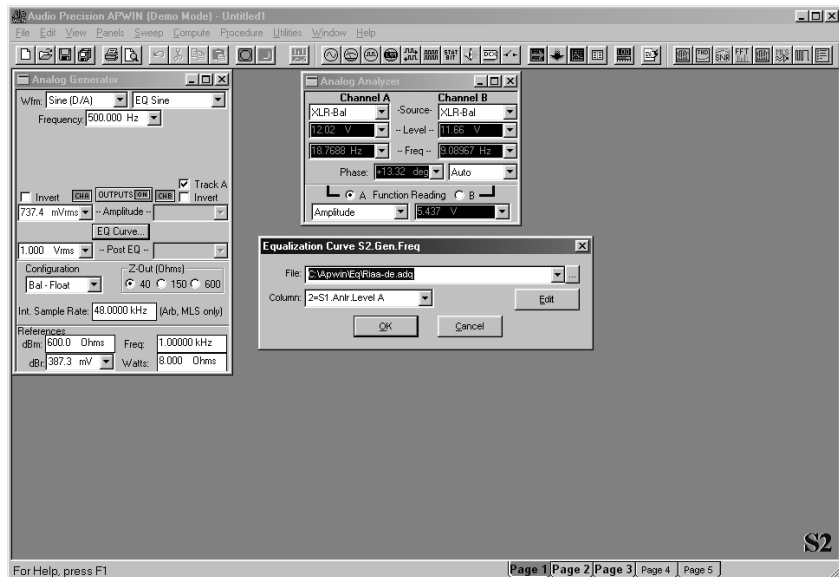 Audio Precision APWIN (Demo Mode) - Untitled1
File Edit View Panels Sweep Compute Procedure Utilities Window Help
Analog Generator
Wfm: Sine (D/A) EQ Sine
Frequency: 500.000 Hz
Track A
Invert CHA OUTPUTS ON CHB Invert
737.4 mVrms -- Amplitude --
EQ Curve...
1.000 Vrms -- Post EQ --
Configuration Z-Out (Ohms)
Bal - Float 40 150 600
Int. Sample Rate: 48.0000 kHz (Arb, MLS only)
References
dBm: 600.0 Ohms Freq: 1.00000 kHz
dBr: 387.3 mV Watts: 8.000 Ohms
Analog Analyzer
Channel A Channel B
XLR-Bal -Source- XLR-Bal
12.02 V -- Level -- 11.66 V
18.7688 Hz -- Freq -- 9.08967 Hz
Phase: +13.32 deg Auto
A Function Reading B
Amplitude 5.437 V
Equalization Curve S2.Gen.Freq
File: C:\Apwin\Eq\Riaa-de.adq ...
Column: 2=S1.Anlr.Level A Edit
OK Cancel
S2
For Help, press F1 Page 1 Page 2 Page 3 Page 4 Page 5